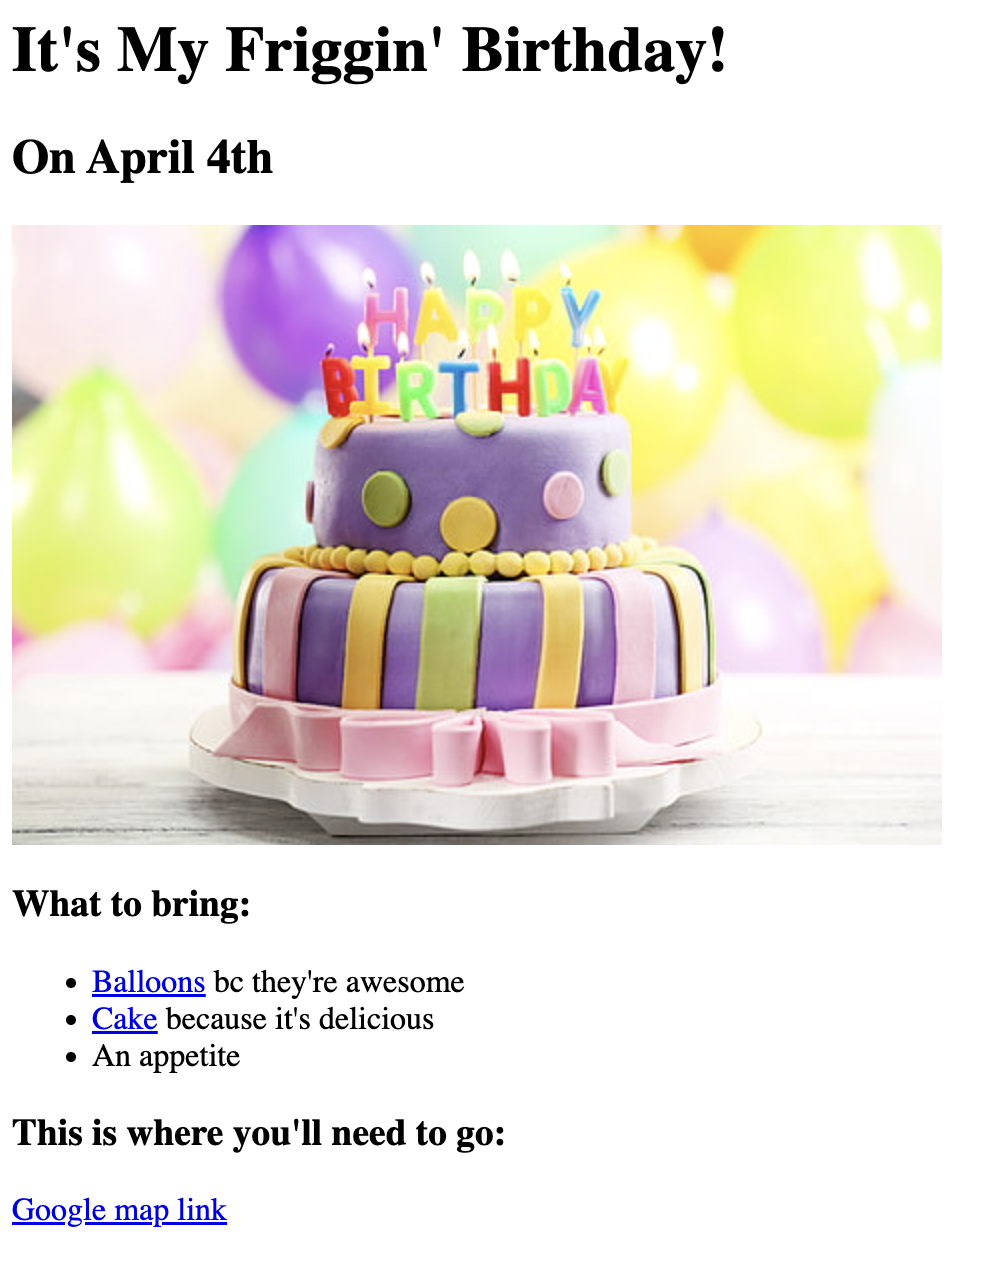 It's My Friggin' Birthday!
On April 4th
HAPPY
BIRTHDAY
What to bring:
Balloons bc they're awesome
Cake because it's delicious
An appetite
This is where you'll need to go:
Google map link